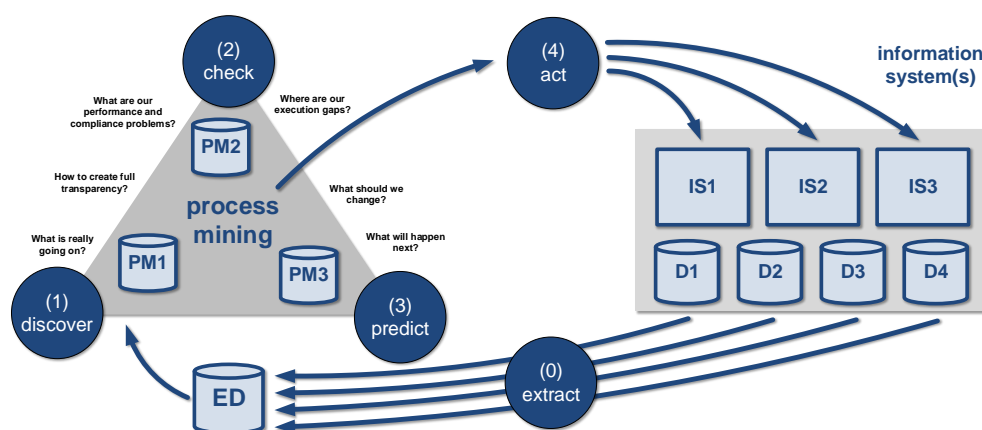 (2)
check
(4)
act
information
system(s)
What are our
performance and
compliance problems?
Where are our
execution gaps?
PM2
IS1
IS2
IS3
How to create full
transparency?
What should we
change?
process
mining
What is really
going on?
What will happen
next?
PM1
PM3
D1
D2
D3
D4
(1)
discover
(3)
predict
(0)
extract
ED